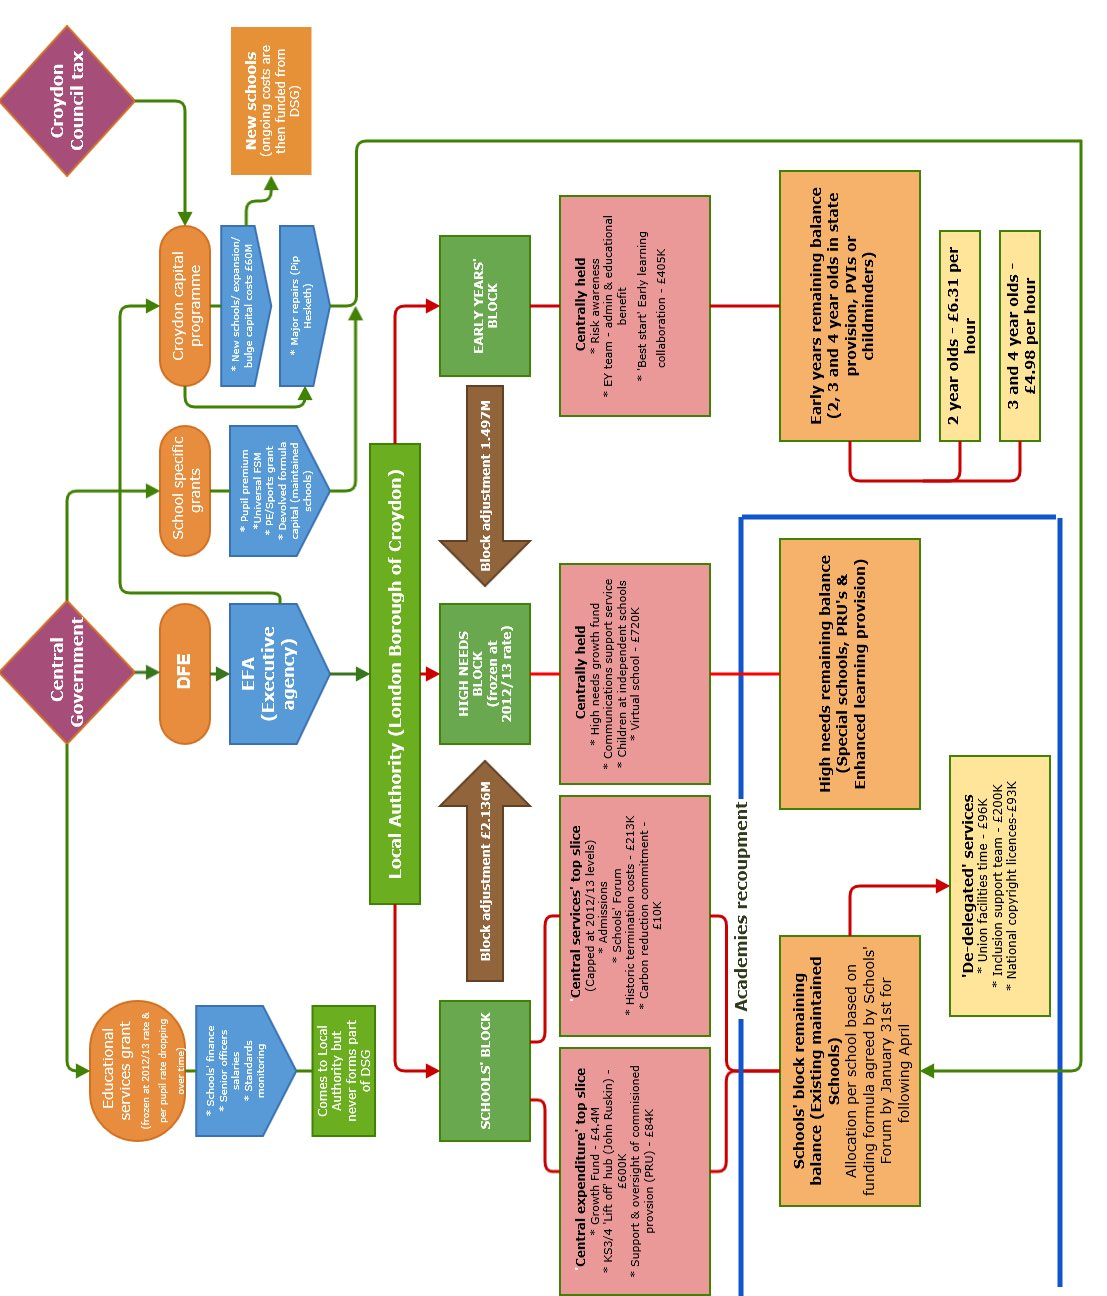 Educational
services grant
(frozen at 2012/13 rate &
per pupil rate dropping
over time)
Central
Government
Croydon
Council tax
DFE
School specific
grants
Croydon capital
programme
* Schools' finance
* Senior officers
salaries
* Standards
monitoring
EFA
(Executive
agency)
* Pupil premium
*Universal FSM
* PE/Sports grant
* Devolved formula
capital (maintained
schools)
* New schools/ expansion/
bulge capital costs £60M
* Major repairs (Pip
Hesketh)
New schools
(ongoing costs are
then funded from
DSG)
Comes to Local
Authority but
never forms part
of DSG
Local Authority (London Borough of Croydon)
SCHOOLS' BLOCK
Block adjustment £2.136M
HIGH NEEDS
BLOCK
(frozen at
2012/13 rate)
Block adjustment 1.497M
EARLY YEARS'
BLOCK
'Central expenditure' top slice
* Growth Fund - £4.4M
* KS3/4 'Lift off' hub (John Ruskin) -
£600K
* Support & oversight of commisioned
provsion (PRU) - £84K
'Central services' top slice
(Capped at 2012/13 levels)
* Admissions
* Schools' Forum
* Historic termination costs - £213K
* Carbon reduction commitment -
£10K
Centrally held
* High needs growth fund
* Communications support service
* Children at independent schools
* Virtual school - £720K
Centrally held
* Risk awareness
* EY team - admin & educational
benefit
* 'Best start' Early learning
collaboration - £405K
Academies recoupment
Schools' block remaining
balance (Existing maintained
Schools)
Allocation per school based on
funding formula agreed by Schools'
Forum by January 31st for
following April
High needs remaining balance
(Special schools, PRU's &
Enhanced learning provision)
Early years remaining balance
(2, 3 and 4 year olds in state
provision, PVIs or
childminders)
'De-delegated' services
* Union facilities time - £96K
* Inclusion support team - £200K
* National copyright licences-£93K
2 year olds - £6.31 per
hour
3 and 4 year olds -
£4.98 per hour